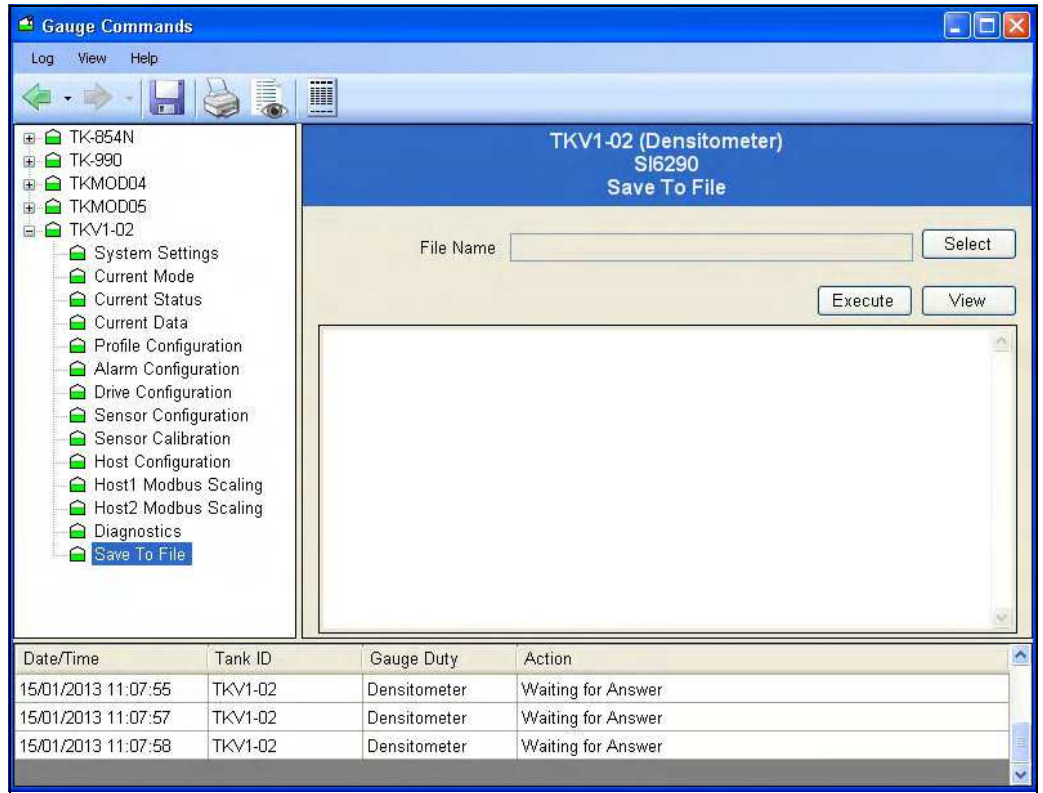 Gauge Commands
Log View Help
TK-854N
TK-990
TKMOD04
TKMOD05
TKV1-02
System Settings
Current Mode
Current Status
Current Data
Profile Configuration
Alarm Configuration
Drive Configuration
Sensor Configuration
Sensor Calibration
Host Configuration
Host1 Modbus Scaling
Host2 Modbus Scaling
Diagnostics
Save To File
TKV1-02 (Densitometer)
SI6290
Save To File
File Name Select
Execute View
Date/Time Tank ID Gauge Duty Action
15/01/2013 11:07:55 TKV1-02 Densitometer Waiting for Answer
15/01/2013 11:07:57 TKV1-02 Densitometer Waiting for Answer
15/01/2013 11:07:58 TKV1-02 Densitometer Waiting for Answer